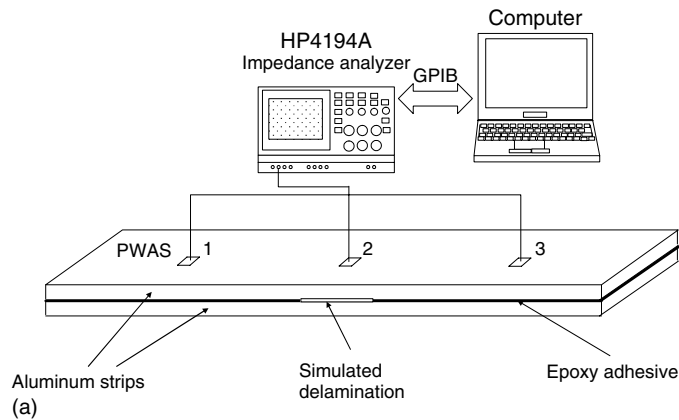 Computer
HP4194A
Impedance analyzer
GPIB
PWAS
1
2
3
Aluminum strips
Simulated
delamination
Epoxy adhesive
(a)